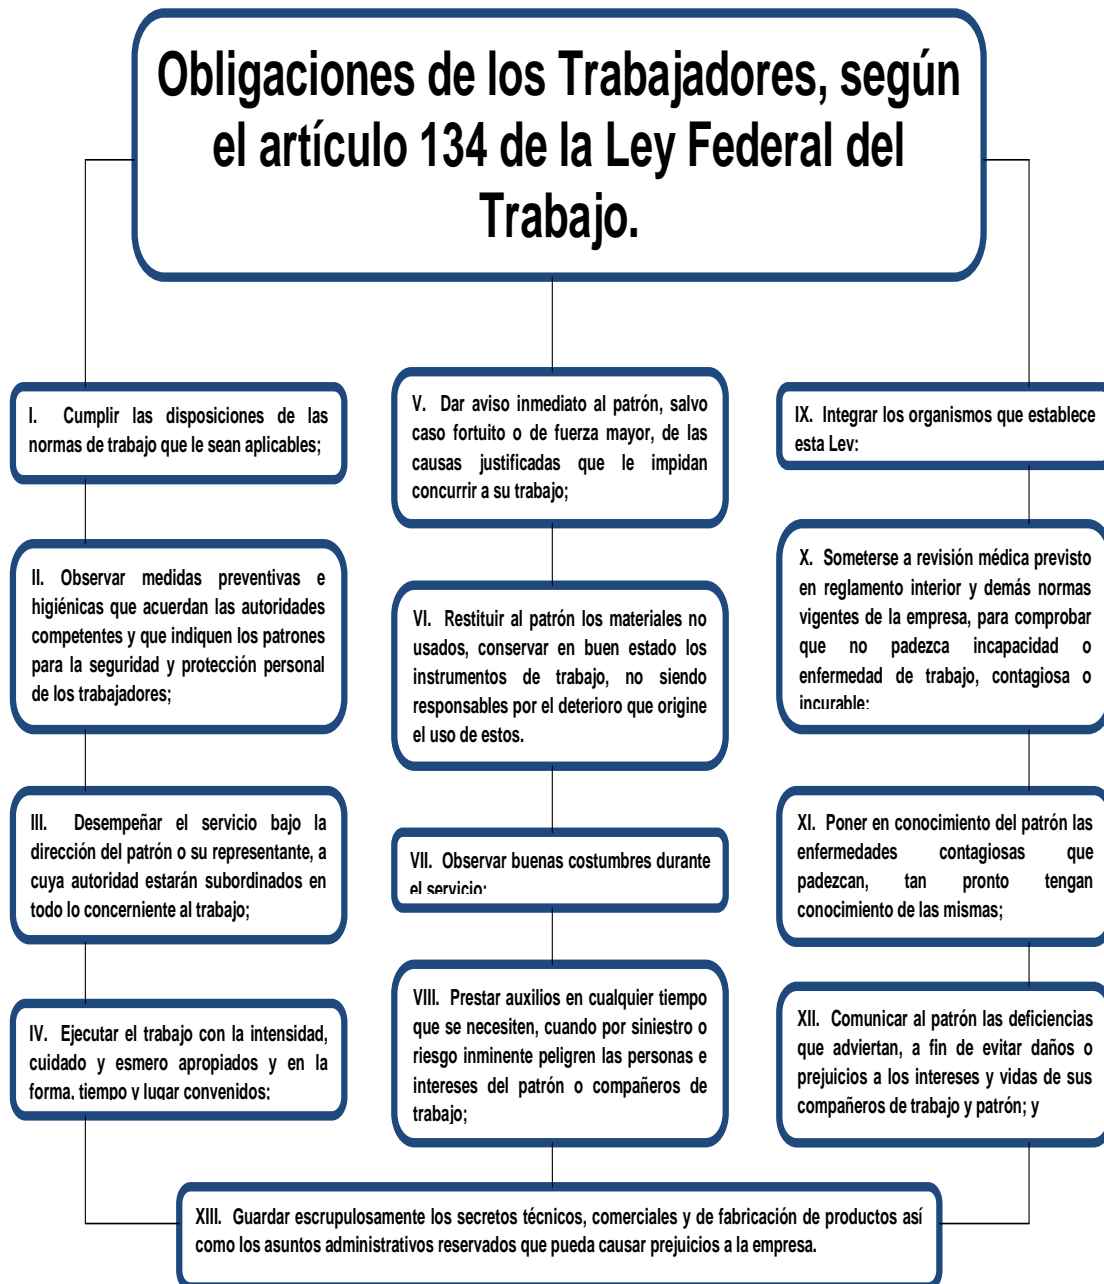 Obligaciones de los Trabajadores, según
el artículo 134 de la Ley Federal del
Trabajo.
I. Cumplir las disposiciones de las
normas de trabajo que le sean aplicables;
II. Observar medidas preventivas e
higiénicas que acuerdan las autoridades
competentes y que indiquen los patrones
para la seguridad y protección personal
de los trabajadores;
III. Desempeñar el servicio bajo la
dirección del patrón o su representante, a
cuya autoridad estarán subordinados en
todo lo concerniente al trabajo;
IV. Ejecutar el trabajo con la intensidad,
cuidado y esmero apropiados y en la
forma, tiempo y lugar convenidos;
V. Dar aviso inmediato al patrón, salvo
caso fortuito o de fuerza mayor, de las
causas justificadas que le impidan
concurrir a su trabajo;
VI. Restituir al patrón los materiales no
usados, conservar en buen estado los
instrumentos de trabajo, no siendo
responsables por el deterioro que origine
el uso de estos.
VII. Observar buenas costumbres durante
el servicio;
VIII. Prestar auxilios en cualquier tiempo
que se necesiten, cuando por siniestro o
riesgo inminente peligren las personas e
intereses del patrón o compañeros de
trabajo;
IX. Integrar los organismos que establece
esta Ley;
X. Someterse a revisión médica previsto
en reglamento interior y demás normas
vigentes de la empresa, para comprobar
que no padezca incapacidad o
enfermedad de trabajo, contagiosa o
incurable;
XI. Poner en conocimiento del patrón las
enfermedades contagiosas que
padezcan, tan pronto tengan
conocimiento de las mismas;
XII. Comunicar al patrón las deficiencias
que adviertan, a fin de evitar daños o
prejuicios a los intereses y vidas de sus
compañeros de trabajo y patrón; y
XIII. Guardar escrupulosamente los secretos técnicos, comerciales y de fabricación de productos así
como los asuntos administrativos reservados que pueda causar prejuicios a la empresa.